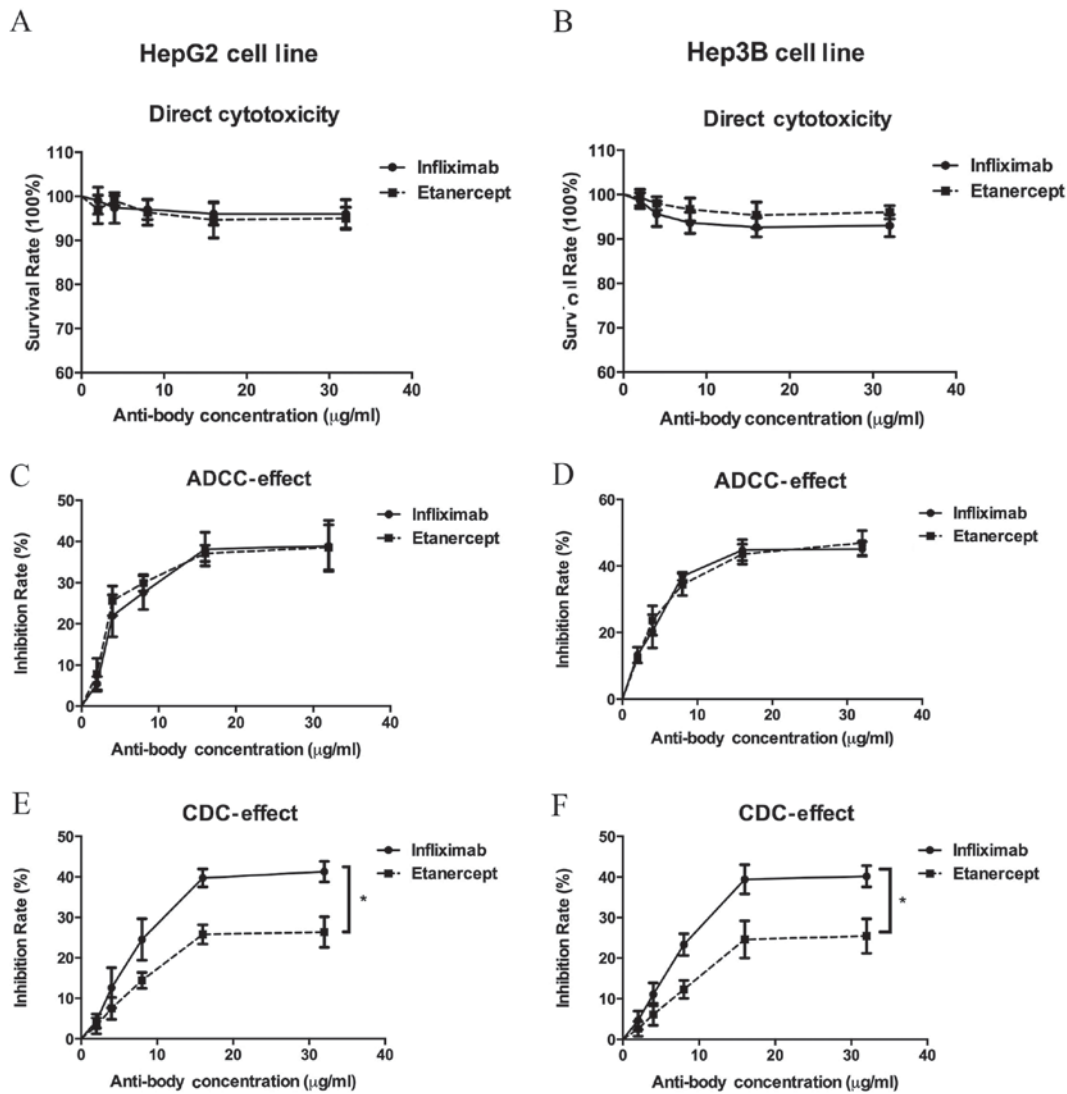 A
HepG2 cell line
Direct cytotoxicity
110
100
90
80
70
60
Survival Rate (100%)
0 10 20 30 40
Anti-body concentration (μg/ml)
Infliximab
Etanercept
B
Hep3B cell line
Direct cytotoxicity
110
100
90
80
70
60
Rate (100%)
0 10 20 30 40
Anti-body concentration (μg/ml)
Infliximab
Etanercept
C
ADCC-effect
50
40
30
20
10
0
Inhibition Rate (%)
0 10 20 30 40
Anti-body concentration (μg/ml)
Infliximab
Etanercept
D
ADCC-effect
60
40
20
0
Inhibition Rate (%)
0 10 20 30 40
Anti-body concentration (μg/ml)
Infliximab
Etanercept
E
CDC-effect
50
40
30
20
10
0
Inhibition Rate (%)
0 10 20 30 40
Anti-body concentration (μg/ml)
Infliximab
Etanercept
*
F
CDC-effect
50
40
30
20
10
0
Inhibition Rate (%)
0 10 20 30 40
Anti-body concentration (μg/ml)
Infliximab
Etanercept
*